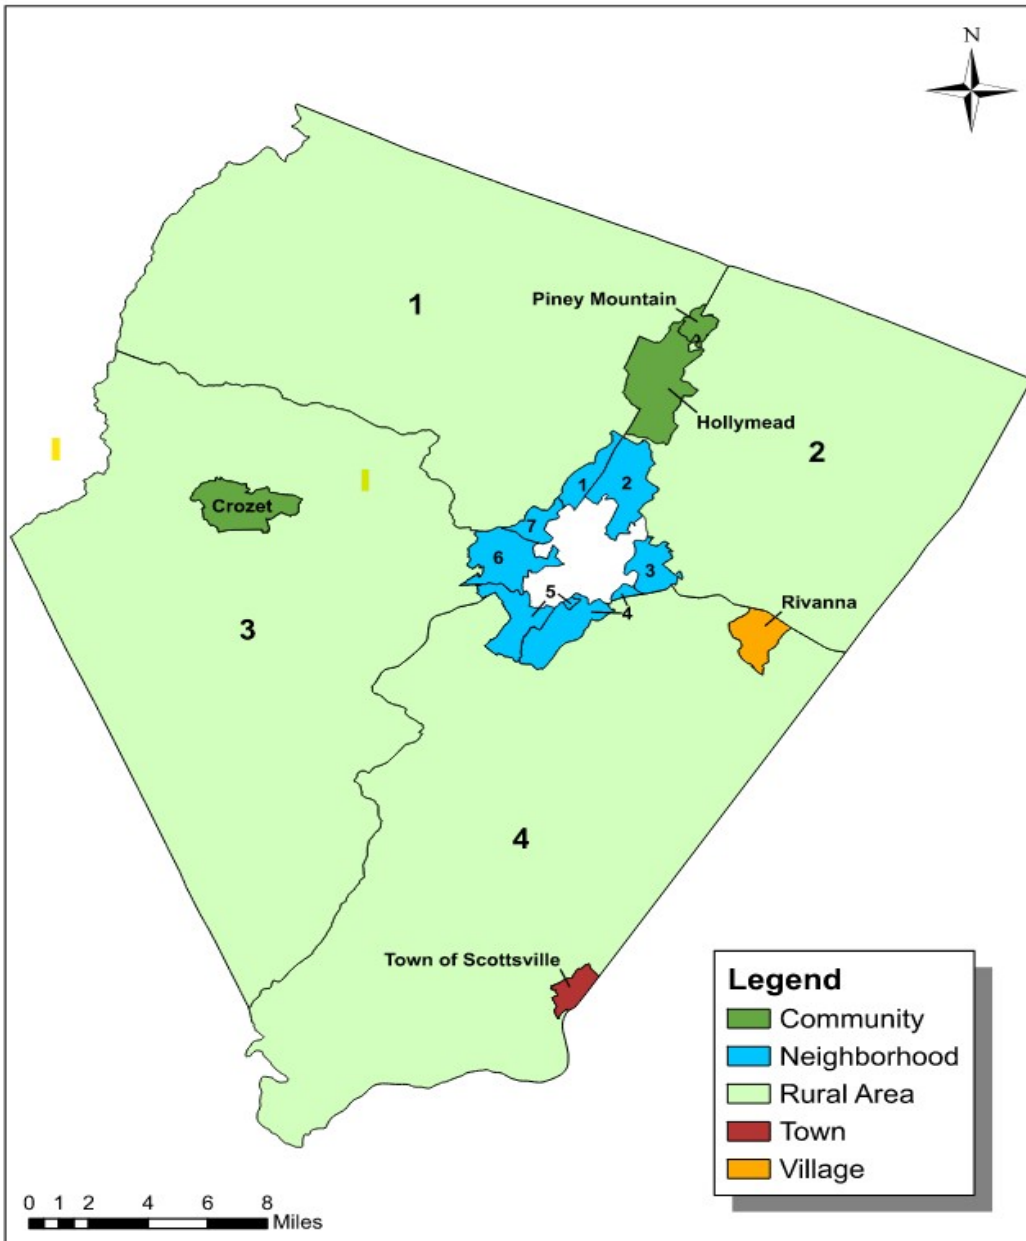 N
Piney Mountain
1
Hollymead
2
1
2
Crozet
7
6
3
5
4
Rivanna
3
4
Town of Scottsville
Legend
Community
Neighborhood
Rural Area
Town
Village
0 1 2 4 6 8
Miles